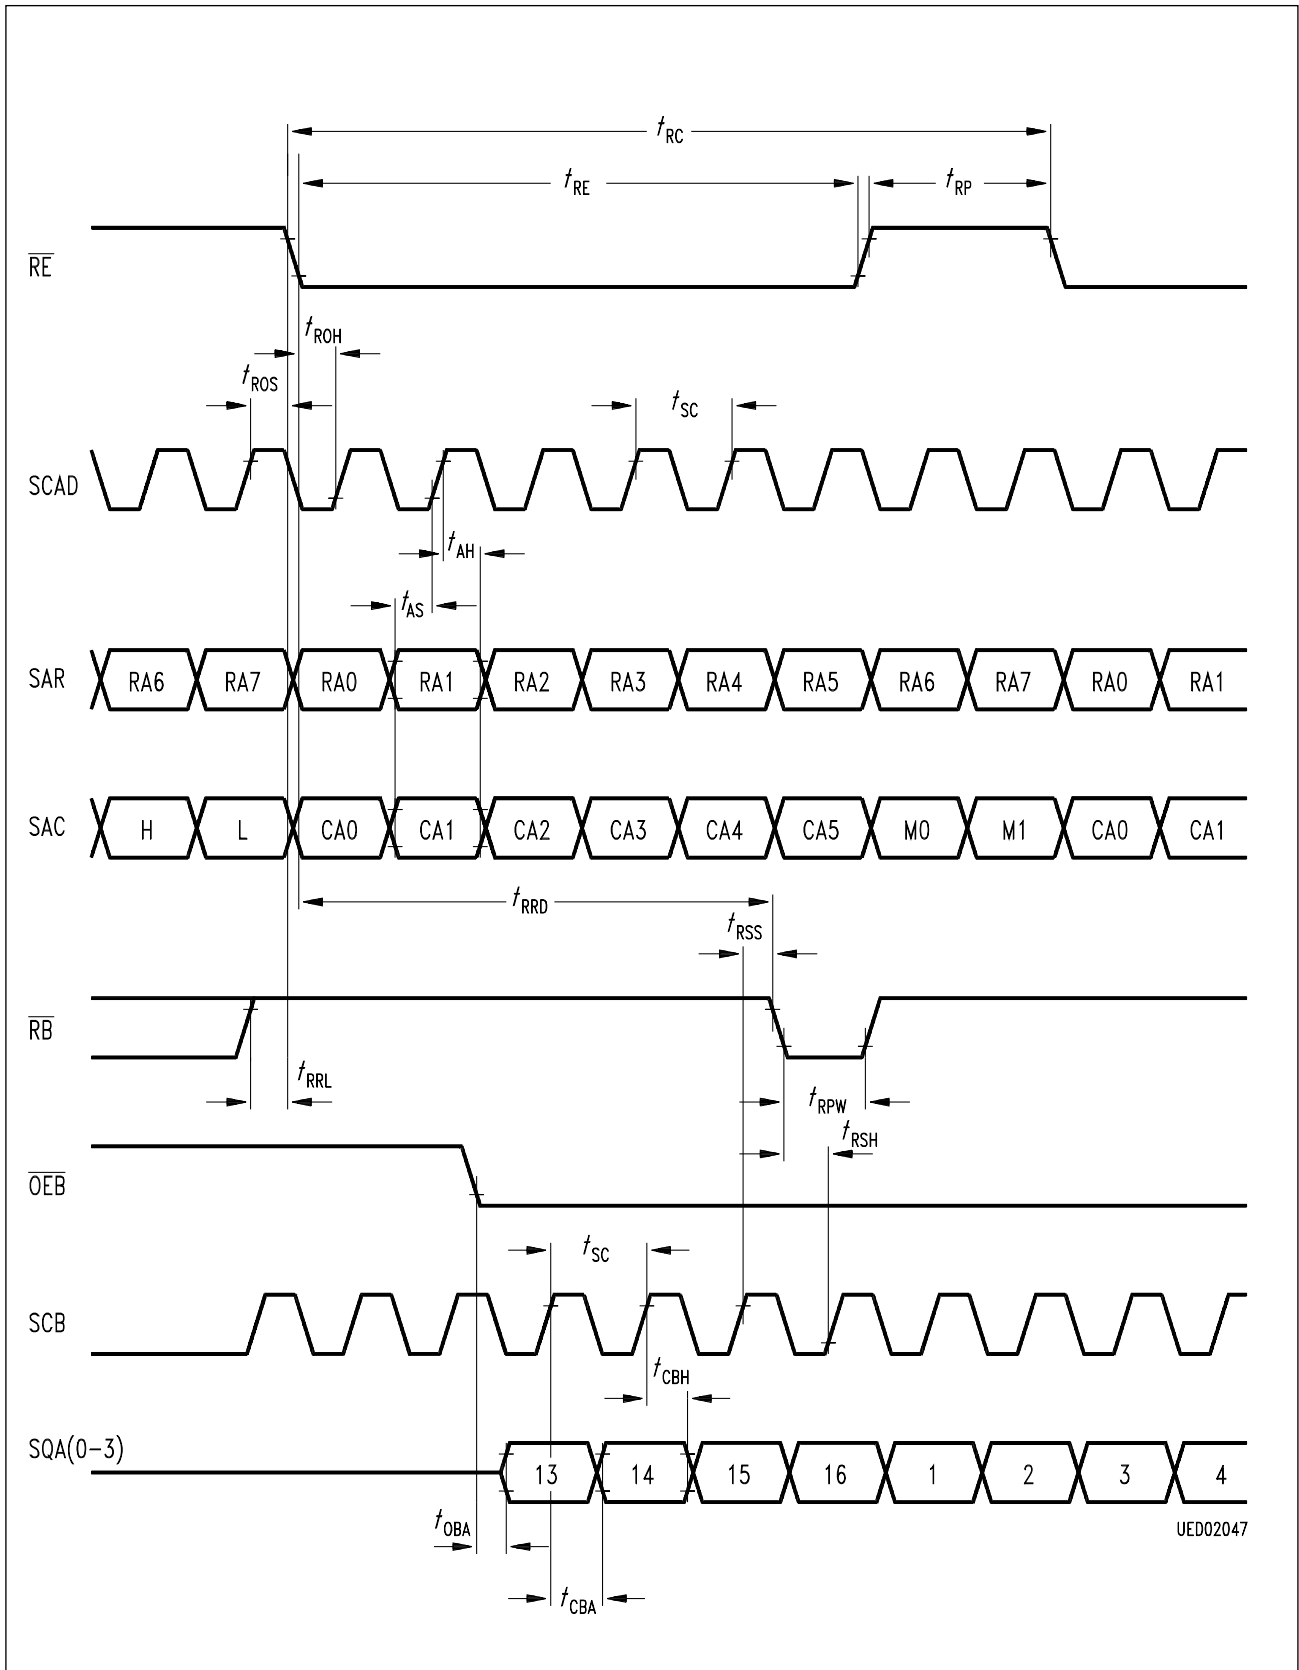 tRC
tRE
tRP
RE
tROH
tROS
tSC
SCAD
tAH
tAS
SAR RA6 RA7 RA0 RA1 RA2 RA3 RA4 RA5 RA6 RA7 RA0 RA1
SAC H L CA0 CA1 CA2 CA3 CA4 CA5 M0 M1 CA0 CA1
tRRD
tRSS
RB
tRRL
tRPW
tRSH
OEB
tSC
SCB
tCBH
SQA(0-3)
13 14 15 16 1 2 3 4
tOBA
UED02047
tCBA